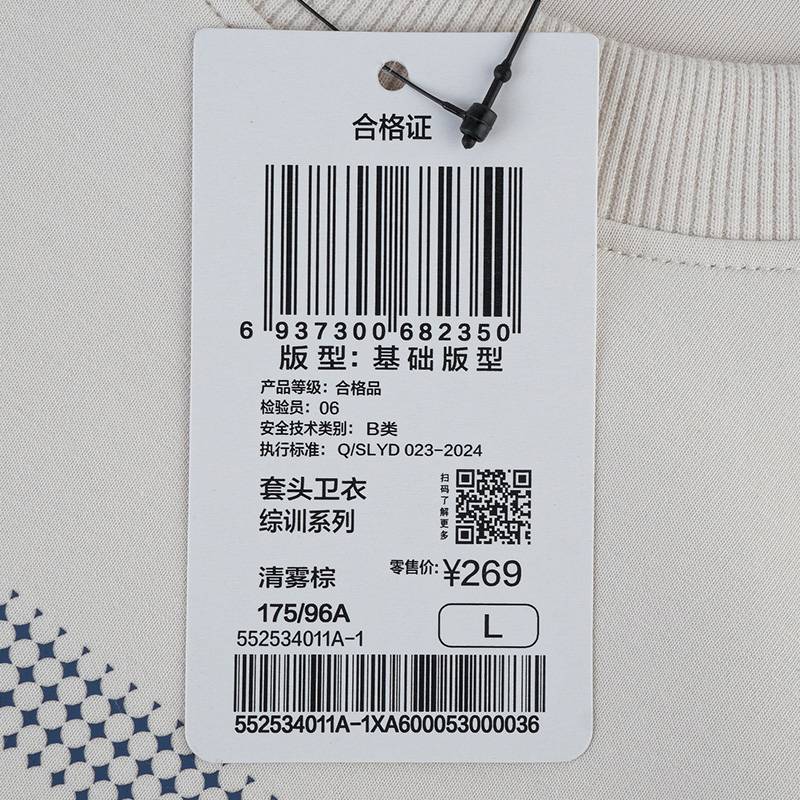 合格证
6 937300 682350
版型：基础版型
产品等级：合格品
检验员：06
安全技术类别：B类
执行标准：Q/SLYD 023-2024
套头卫衣
综训系列
扫码了解更多
清雾棕
零售价:¥269
175/96A
L
552534011A-1
552534011A-1XA600053000036